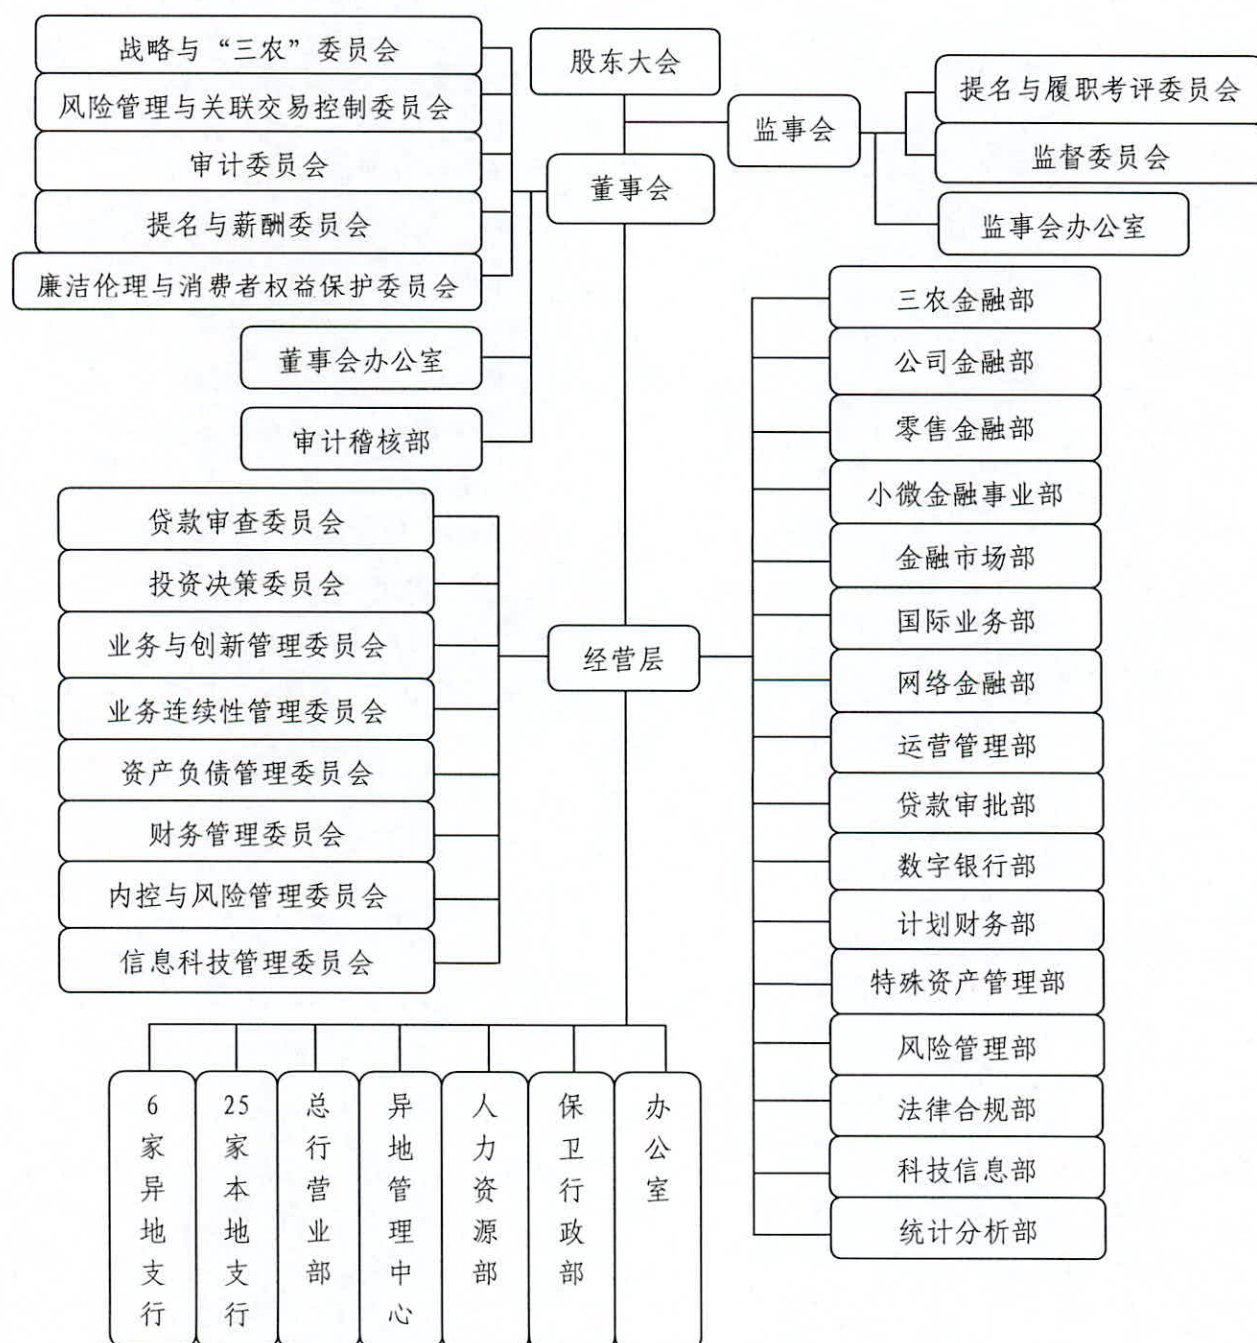 股东大会
监事会
提名与履职考评委员会
监督委员会
监事会办公室
董事会
战略与“三农”委员会
风险管理与关联交易控制委员会
审计委员会
提名与薪酬委员会
廉洁伦理与消费者权益保护委员会
董事会办公室
审计稽核部
经营层
贷款审查委员会
投资决策委员会
业务与创新管理委员会
业务连续性管理委员会
资产负债管理委员会
财务管理委员会
内控与风险管理委员会
信息科技管理委员会
三农金融部
公司金融部
零售金融部
小微金融事业部
金融市场部
国际业务部
网络金融部
运营管理部
贷款审批部
数字银行部
计划财务部
特殊资产管理部
风险管理部
法律合规部
科技信息部
统计分析部
6家异地支行
25家本地支行
总行营业部
异地管理中心
人力资源部
保卫行政部
办公室